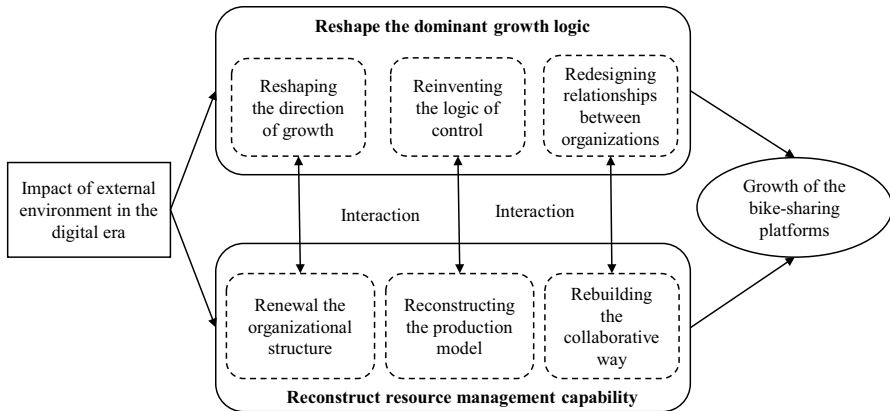 Reshape the dominant growth logic
Reshaping
the direction
of growth
Reinventing
the logic of
control
Redesigning
relationships
between
organizations
Impact of external
environment in the
digital era
Interaction
Interaction
Growth of the
bike-sharing
platforms
Renewal the
organizational
structure
Reconstructing
the production
model
Rebuilding
the
collaborative
way
Reconstruct resource management capability